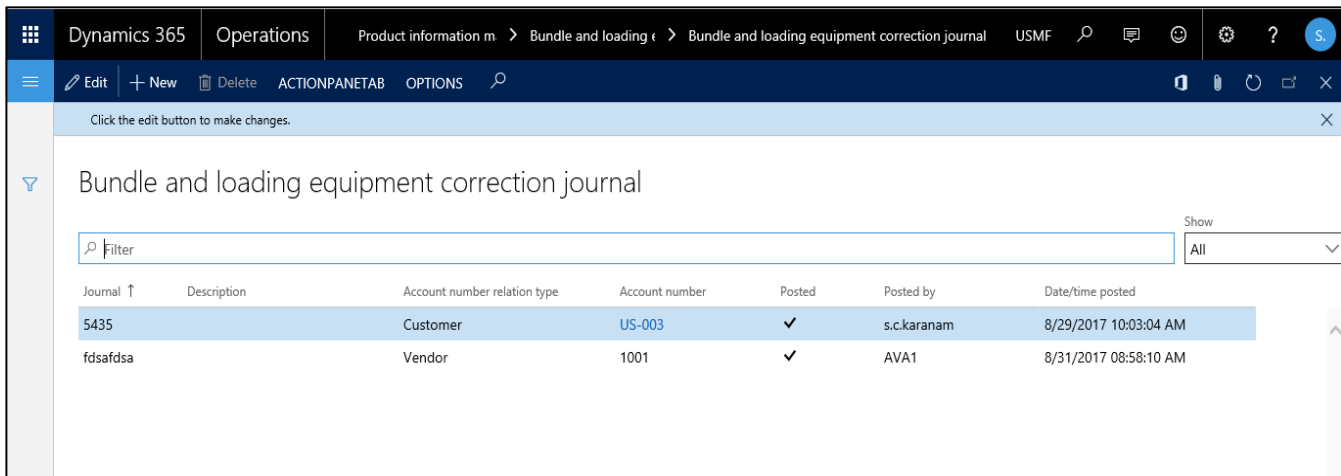 Dynamics 365 Operations Product information m > Bundle and loading e > Bundle and loading equipment correction journal USMF ? S.
Edit + New Delete ACTIONPANETAB OPTIONS
Click the edit button to make changes.
Bundle and loading equipment correction journal
Show
Filter All
Journal ↑ Description Account number relation type Account number Posted Posted by Date/time posted
5435 Customer US-003 ✓ s.c.karanam 8/29/2017 10:03:04 AM
fdsafdsa Vendor 1001 ✓ AVA1 8/31/2017 08:58:10 AM